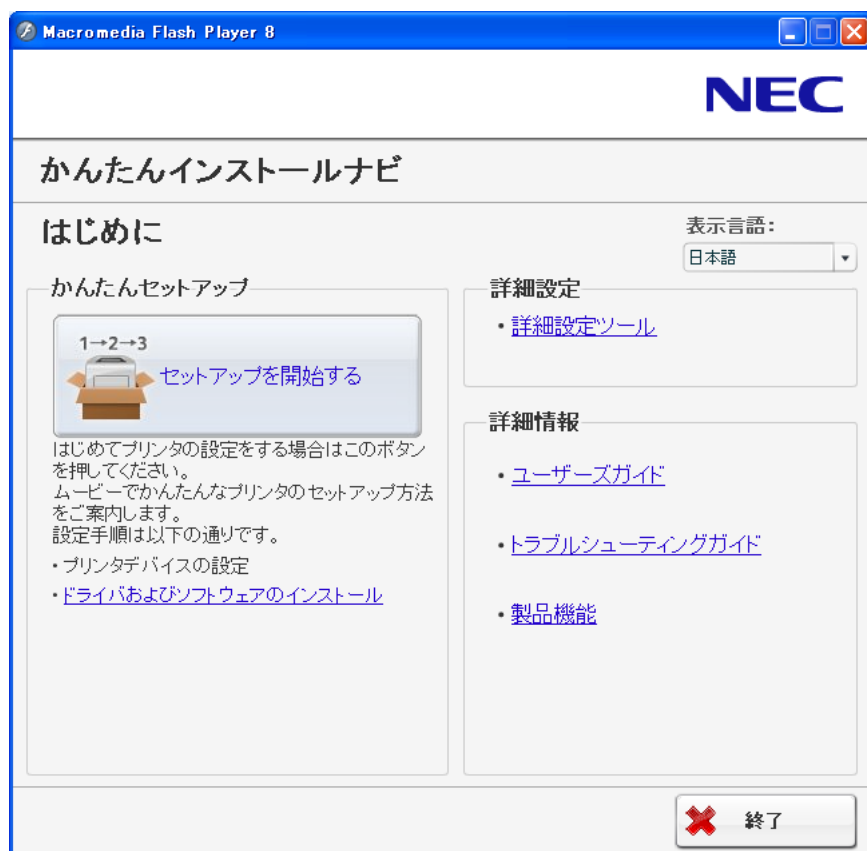 Macromedia Flash Player 8
NEC
かんたんインストールナビ
はじめに
表示言語:
日本語
かんたんセットアップ
1→2→3
セットアップを開始する
はじめてプリンタの設定をする場合はこのボタン
を押してください。
ムービーでかんたんなプリンタのセットアップ方法
をご案内します。
設定手順は以下の通りです。
・プリンタデバイスの設定
・ドライバおよびソフトウェアのインストール
詳細設定
・詳細設定ツール
詳細情報
・ユーザーズガイド
・トラブルシューティングガイド
・製品機能
終了